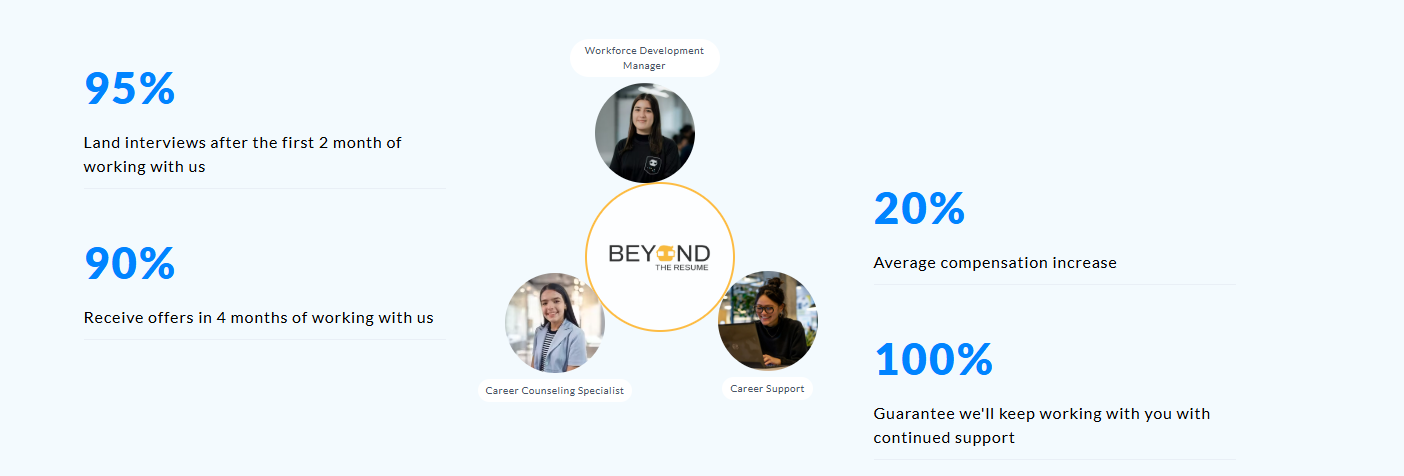 95%
Land interviews after the first 2 month of
working with us
90%
Receive offers in 4 months of working with us
Workforce Development
Manager
BEYOND
THE RESUME
Career Counseling Specialist
Career Support
20%
Average compensation increase
100%
Guarantee we'll keep working with you with
continued support